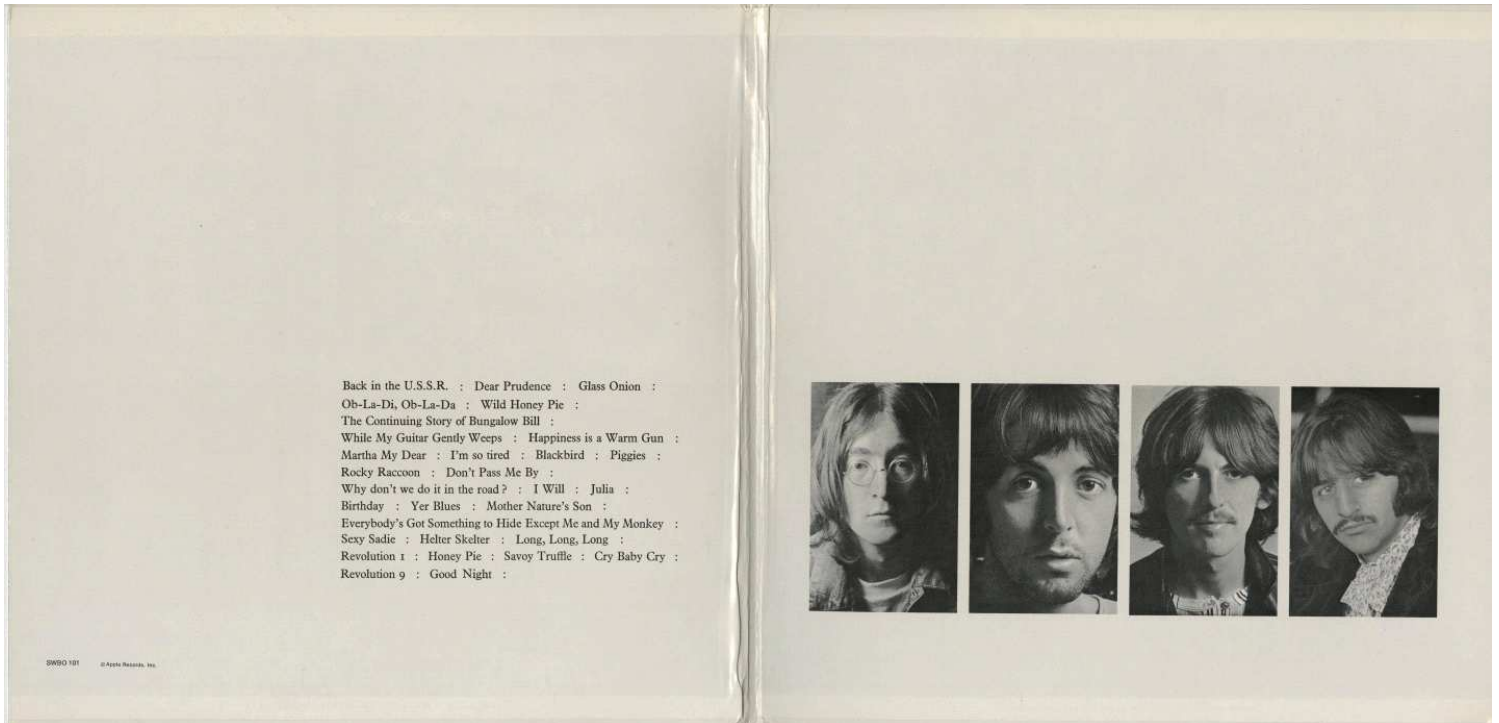 Back in the U.S.S.R. : Dear Prudence : Glass Onion :
Ob-La-Di, Ob-La-Da : Wild Honey Pie :
The Continuing Story of Bungalow Bill :
While My Guitar Gently Weeps : Happiness is a Warm Gun :
Martha My Dear : I'm so tired : Blackbird : Piggies :
Rocky Raccoon : Don't Pass Me By :
Why don't we do it in the road? : I Will : Julia :
Birthday : Yer Blues : Mother Nature's Son :
Everybody's Got Something to Hide Except Me and My Monkey :
Sexy Sadie : Helter Skelter : Long, Long, Long :
Revolution 1 : Honey Pie : Savoy Truffle : Cry Baby Cry :
Revolution 9 : Good Night :
SWBO 101 Apple Records, Inc.